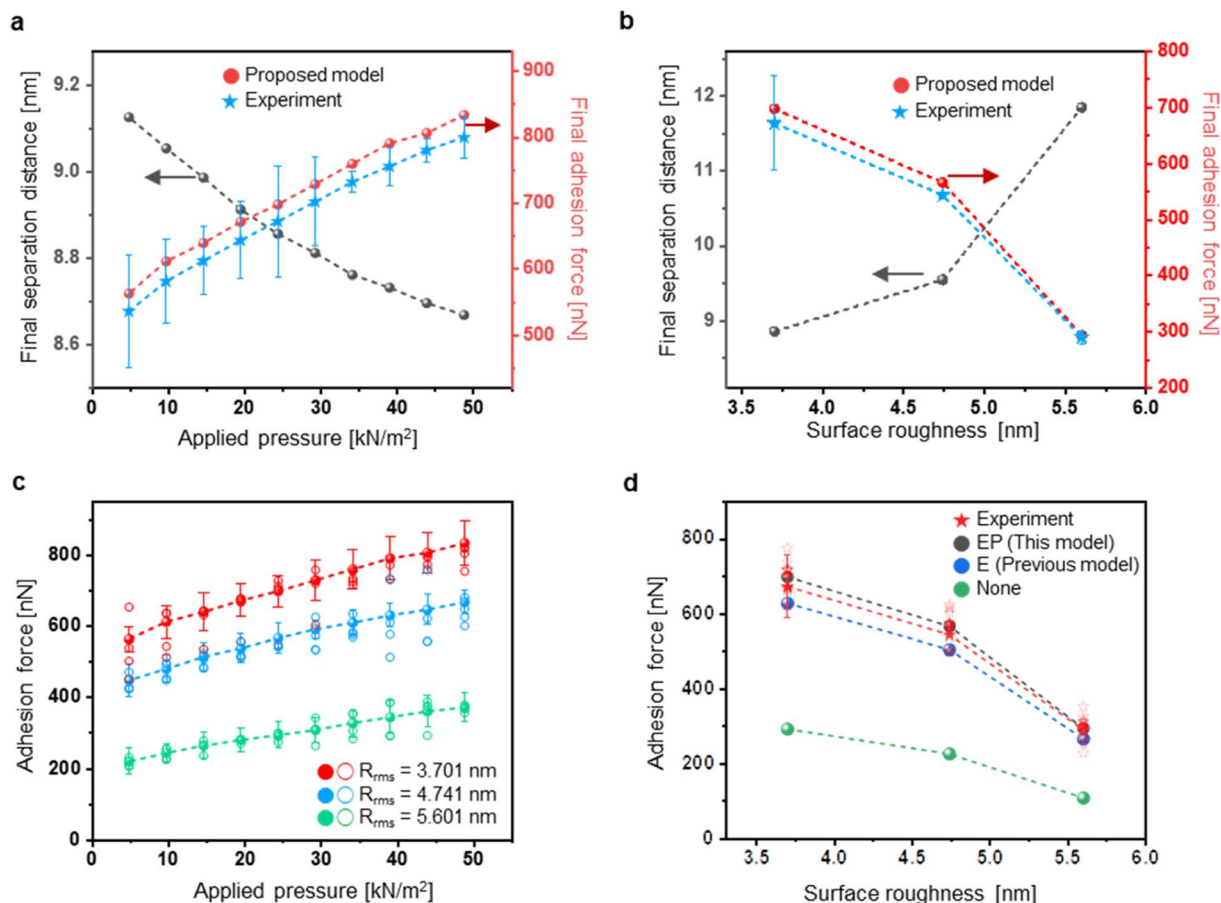 a
Final separation distance [nm]
9.2
9.0
8.8
8.6
Proposed model
Experiment
900
800
700
600
500
Final adhesion force [nN]
0 10 20 30 40 50
Applied pressure [kN/m²]
b
Final separation distance [nm]
12
11
10
9
Proposed model
Experiment
800
700
600
500
400
300
200
Final adhesion force [nN]
3.5 4.0 4.5 5.0 5.5 6.0
Surface roughness [nm]
c
Adhesion force [nN]
800
600
400
200
0
Rrms = 3.701 nm
Rrms = 4.741 nm
Rrms = 5.601 nm
0 10 20 30 40 50
Applied pressure [kN/m²]
d
Adhesion force [nN]
800
600
400
200
0
Experiment
EP (This model)
E (Previous model)
None
3.5 4.0 4.5 5.0 5.5 6.0
Surface roughness [nm]